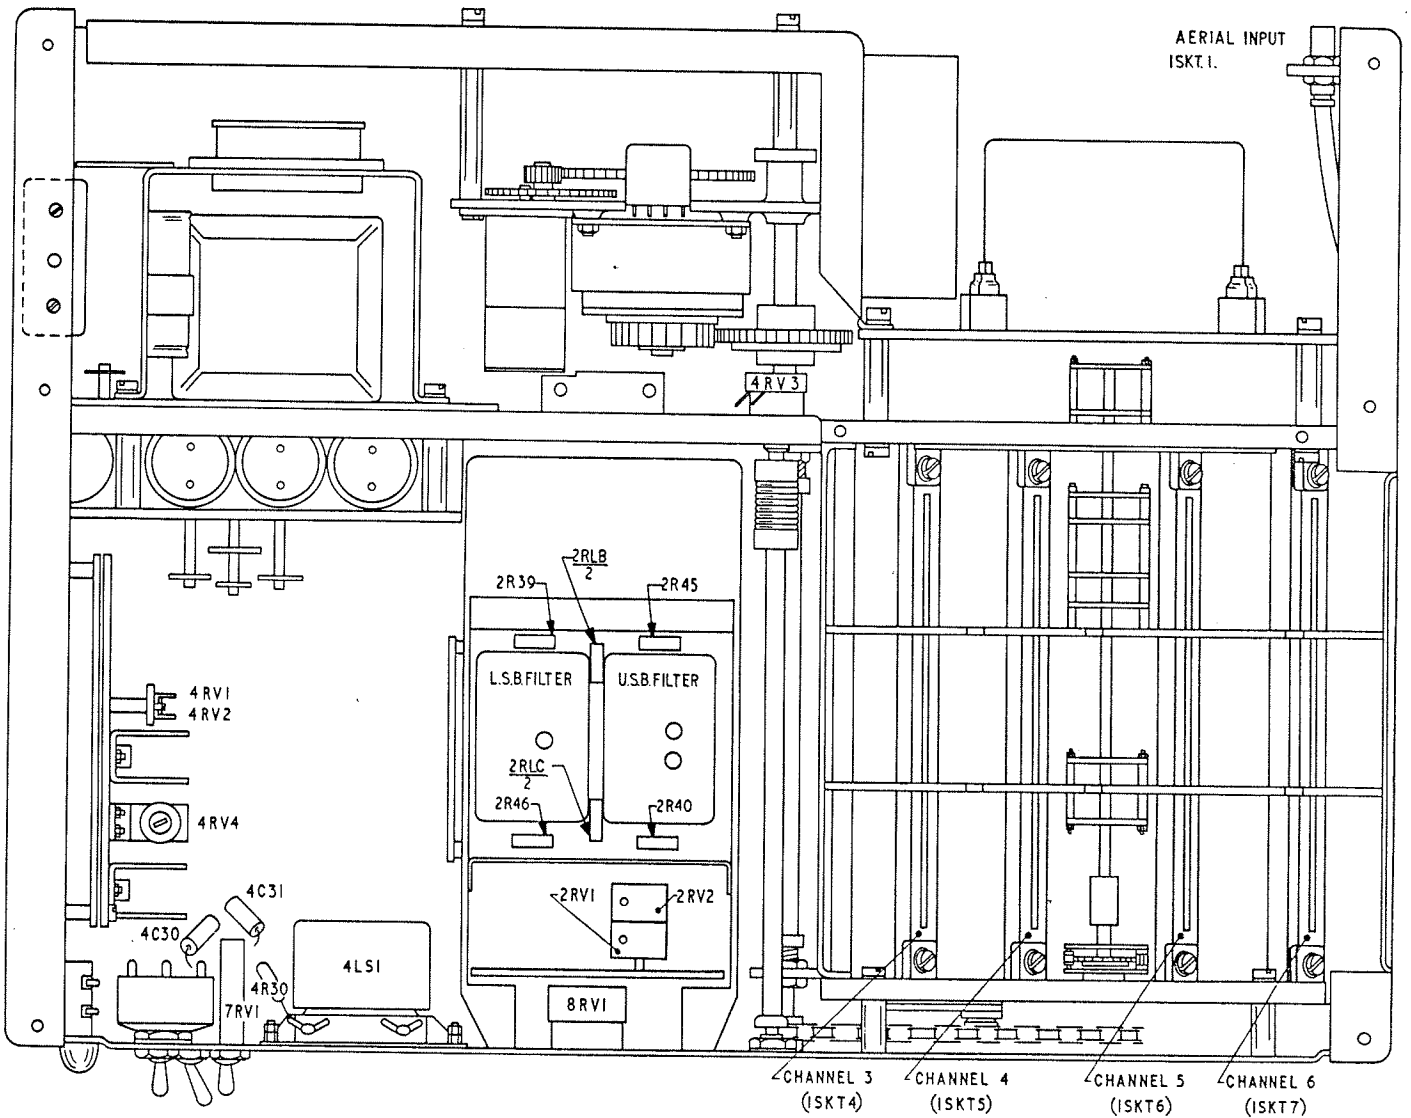 AERIAL INPUT
1SKT.1.
4RV3
2RLB
2
2R39
2R45
L.S.B. FILTER
U.S.B. FILTER
4RV1
4RV2
2RLC
2
2R46
2R40
4RV4
4C31
2RV1
2RV2
4C30
4LS1
4R30
7RV1
8RV1
CHANNEL 3
(1SKT4)
CHANNEL 4
(1SKT5)
CHANNEL 5
(1SKT6)
CHANNEL 6
(1SKT7)